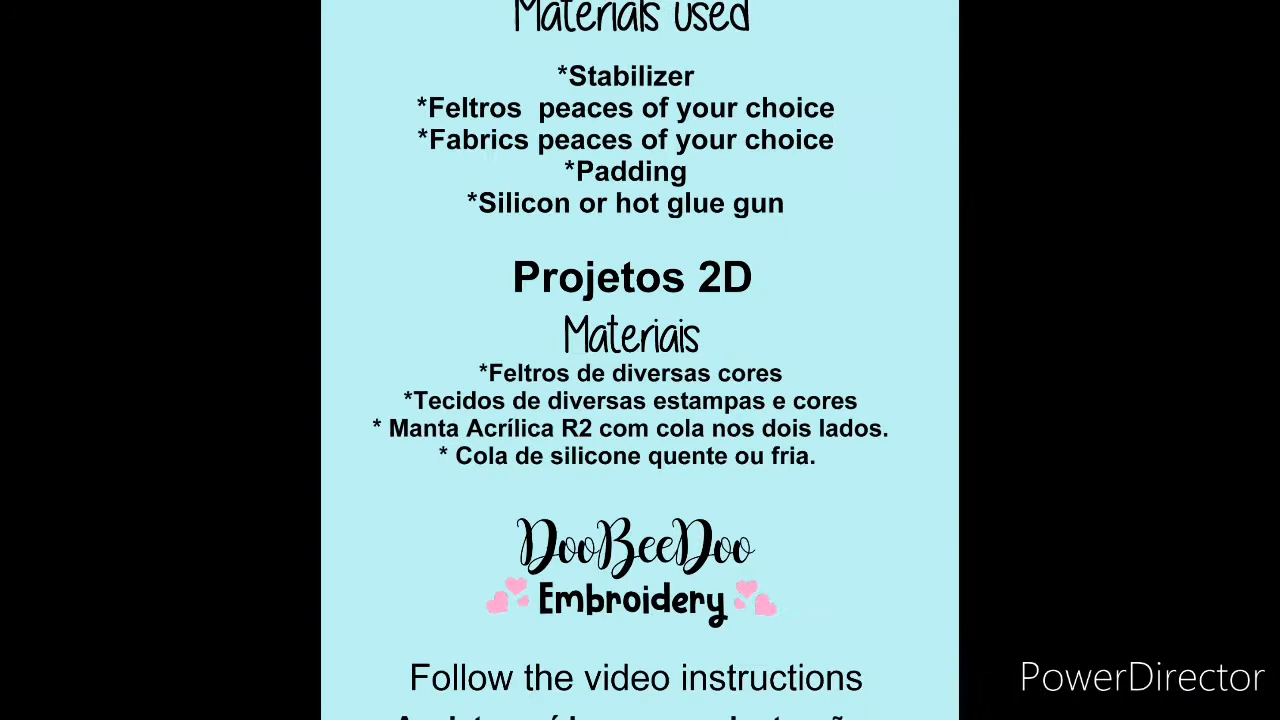 Materials used
*Stabilizer
*Feltros peaces of your choice
*Fabrics peaces of your choice
*Padding
*Silicon or hot glue gun
Projetos 2D
Materiais
*Feltros de diversas cores
*Tecidos de diversas estampas e cores
* Manta Acrílica R2 com cola nos dois lados.
* Cola de silicone quente ou fria.
DooBeeDoo
Embroidery
Follow the video instructions
PowerDirector